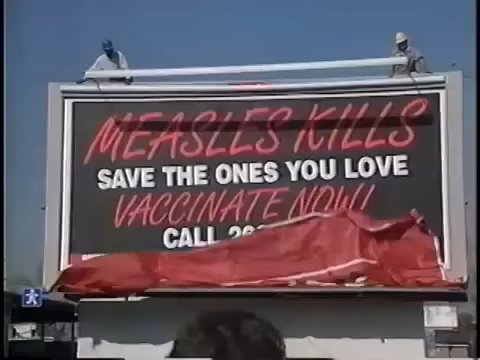 MEASLES KILLS
SAVE THE ONES YOU LOVE
VACCINATE NOW!
CALL